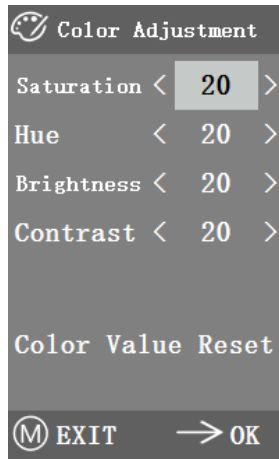 Color Adjustment
Saturation < 20 >
Hue < 20 >
Brightness < 20 >
Contrast < 20 >
Color Value Reset
M EXIT → OK